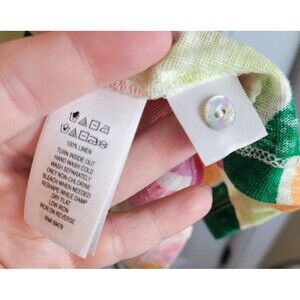 100% LINEN
TURN INSIDE OUT
HAND WASH COLD
WASH SEPARATELY
ONLY NON-CHLORINE
BLEACH WHEN NEEDED
RESHAPE WHILE DAMP
DRY FLAT
LOW IRON
IRON ON REVERSE